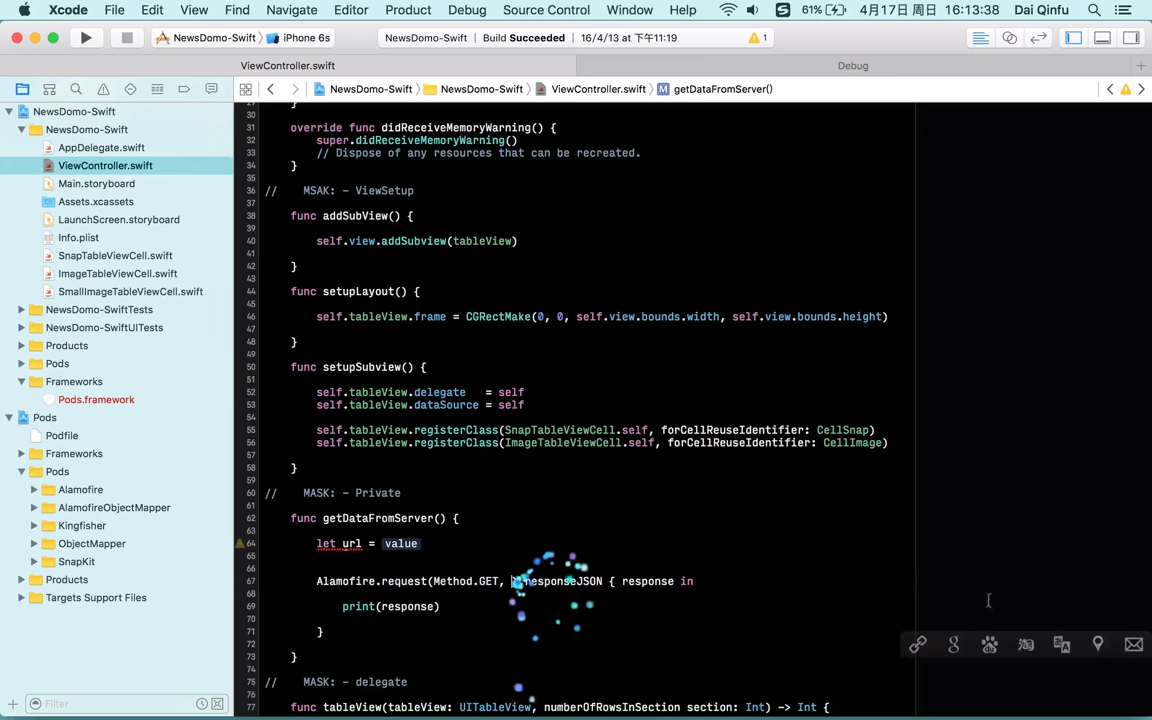 Xcode File Edit View Find Navigate Editor Product Debug Source Control Window Help 61% 4月17日 周日 16:13:38 Dai Qinfu
NewsDomo-Swift iPhone 6s NewsDomo-Swift | Build Succeeded | 16/4/13 at 下午11:19 1
ViewController.swift Debug
NewsDomo-Swift NewsDomo-Swift ViewController.swift M getDataFromServer()
NewsDomo-Swift
NewsDomo-Swift
AppDelegate.swift
ViewController.swift
Main.storyboard
Assets.xcassets
LaunchScreen.storyboard
Info.plist
SnapTableViewCell.swift
ImageTableViewCell.swift
SmallImageTableViewCell.swift
NewsDomo-SwiftTests
NewsDomo-SwiftUITests
Products
Pods
Frameworks
Pods.framework
Pods
Podfile
Frameworks
Pods
Alamofire
AlamofireObjectMapper
Kingfisher
ObjectMapper
SnapKit
Products
Targets Support Files
Filter
29 }
30
31 override func didReceiveMemoryWarning() {
32 super.didReceiveMemoryWarning()
33 // Dispose of any resources that can be recreated.
34 }
35
36 // MSAK: - ViewSetup
37
38 func addSubView() {
39
40 self.view.addSubview(tableView)
41
42 }
43
44 func setupLayout() {
45
46 self.tableView.frame = CGRectMake(0, 0, self.view.bounds.width, self.view.bounds.height)
47
48 }
49
50 func setupSubview() {
51
52 self.tableView.delegate = self
53 self.tableView.dataSource = self
54
55 self.tableView.registerClass(SnapTableViewCell.self, forCellReuseIdentifier: CellSnap)
56 self.tableView.registerClass(ImageTableViewCell.self, forCellReuseIdentifier: CellImage)
57
58 }
59
60 // MASK: - Private
61
62 func getDataFromServer() {
63
64 let url = value
65
66
67 Alamofire.request(Method.GET, responseJSON { response in
68
69 print(response)
70
71 }
72
73 }
74
75 // MASK: - delegate
76
77 func tableView(tableView: UITableView, numberOfRowsInSection section: Int) -> Int {